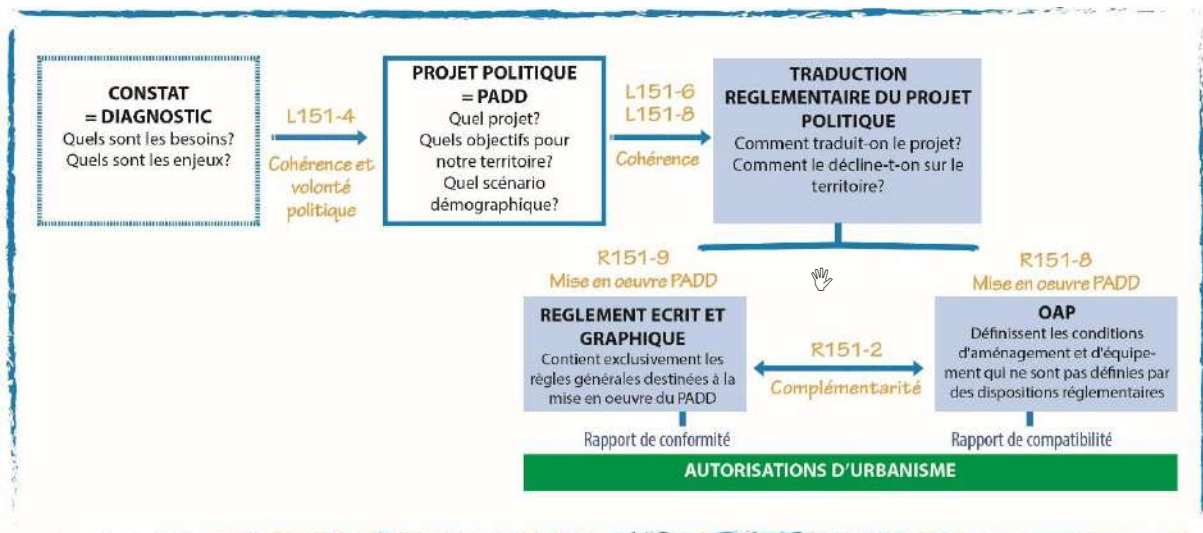 CONSTAT
= DIAGNOSTIC
Quels sont les besoins?
Quels sont les enjeux?
L151-4
Cohérence et
volonté
politique
PROJET POLITIQUE
= PADD
Quel projet?
Quels objectifs pour
notre territoire?
Quel scénario
démographique?
L151-6
L151-8
Cohérence
TRADUCTION
REGLEMENTAIRE DU PROJET
POLITIQUE
Comment traduit-on le projet?
Comment le décline-t-on sur le
territoire?
R151-9
Mise en oeuvre PADD
REGLEMENT ECRIT ET
GRAPHIQUE
Contient exclusivement les
règles générales destinées à la
mise en oeuvre du PADD
R151-2
Complémentarité
R151-8
Mise en oeuvre PADD
OAP
Définissent les conditions
d'aménagement et d'équipe-
ment qui ne sont pas définies par
des dispositions réglementaires
Rapport de conformité
Rapport de compatibilité
AUTORISATIONS D'URBANISME